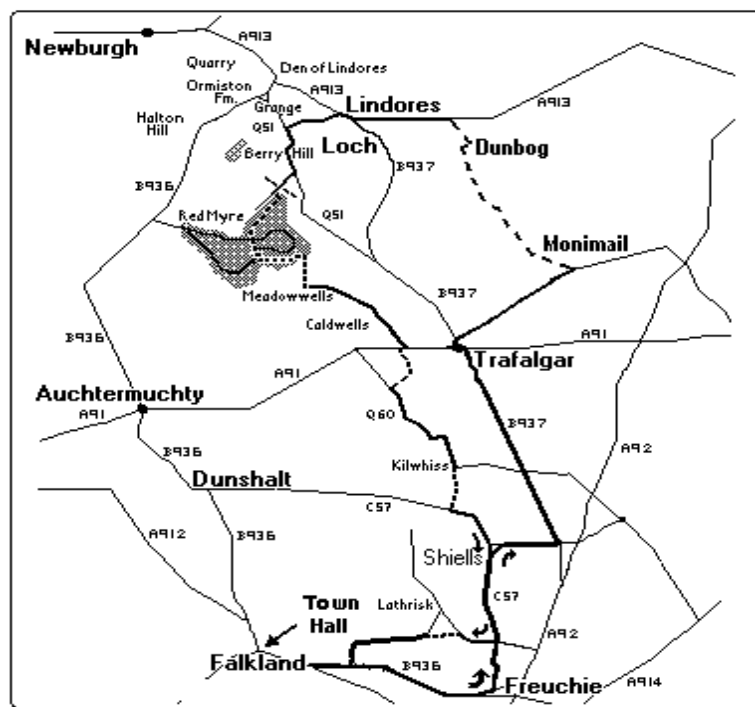 A913
Newburgh
Quarry
Den of Lindores
Ormiston
Fm.
A913
Grange
Lindores
A913
Halton
Hill
Q51
Loch
Dunbog
Berry Hill
B937
B936
Red Myre
Q51
Monimail
Meadowwells
B937
Caldwells
A91
B936
Trafalgar
A91
Auchtermuchty
A91
Q60
B937
A92
B936
Kilwhiss
Dunshalt
C57
A912
B936
Shiells
C57
Town
Hall
Lathrisk
A92
Falkland
B936
Freuchie
A914